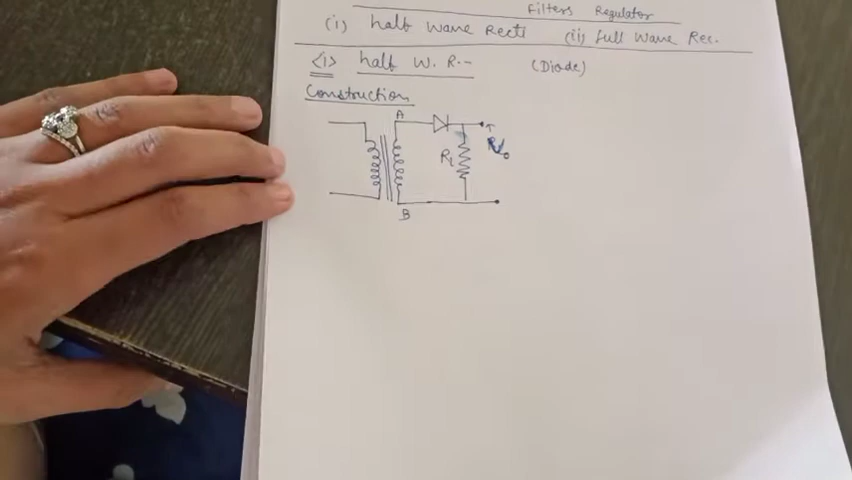 Filters Regulator
(i) half wave Recti (ii) full wave Rec.
<i> half W. R.- (Diode)
Construction
A
RL
Vo
B